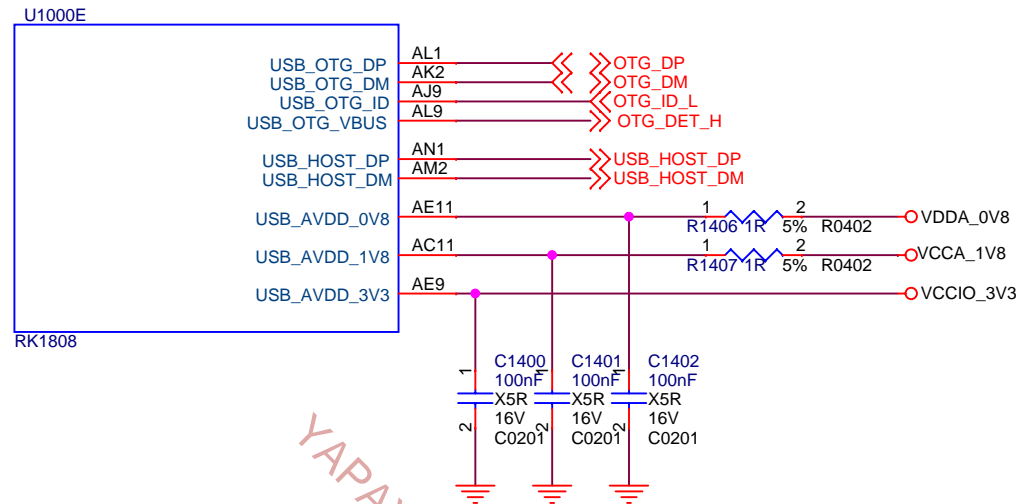 U1000E
USB_OTG_DP AL1 OTG_DP
USB_OTG_DM AK2 OTG_DM
USB_OTG_ID AJ9 OTG_ID_L
USB_OTG_VBUS AL9 OTG_DET_H
USB_HOST_DP AN1 USB_HOST_DP
USB_HOST_DM AM2 USB_HOST_DM
USB_AVDD_0V8 AE11 1 2 VDDA_0V8
R1406 1R 5% R0402
USB_AVDD_1V8 AC11 1 2 VCCA_1V8
R1407 1R 5% R0402
USB_AVDD_3V3 AE9 VCCIO_3V3
RK1808
C1400 C1401 C1402
1 100nF 1 100nF 1 100nF
X5R X5R X5R
16V 16V 16V
2 C0201 2 C0201 2 C0201